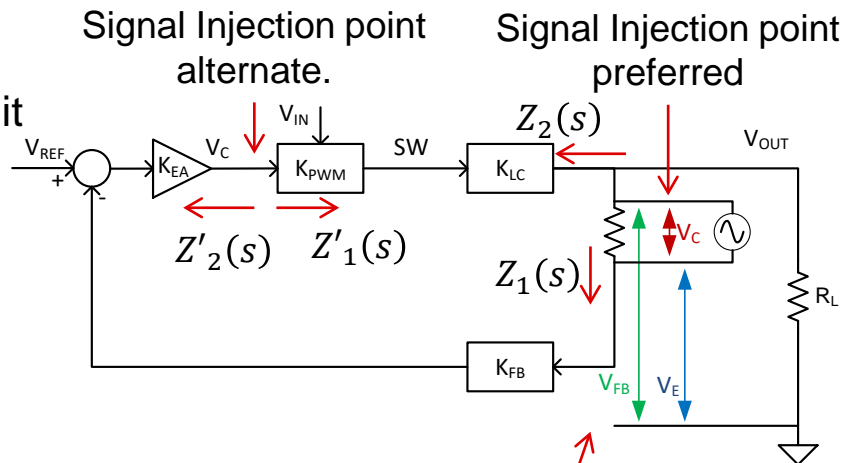 Signal Injection point
alternate.
Signal Injection point
preferred
it
V_REF
+
-
K_EA
V_C
V_IN
K_PWM
SW
K_LC
Z_2(s)
V_OUT
Z'_2(s)
Z'_1(s)
Z_1(s)
V_C
R_L
K_FB
V_FB
V_E